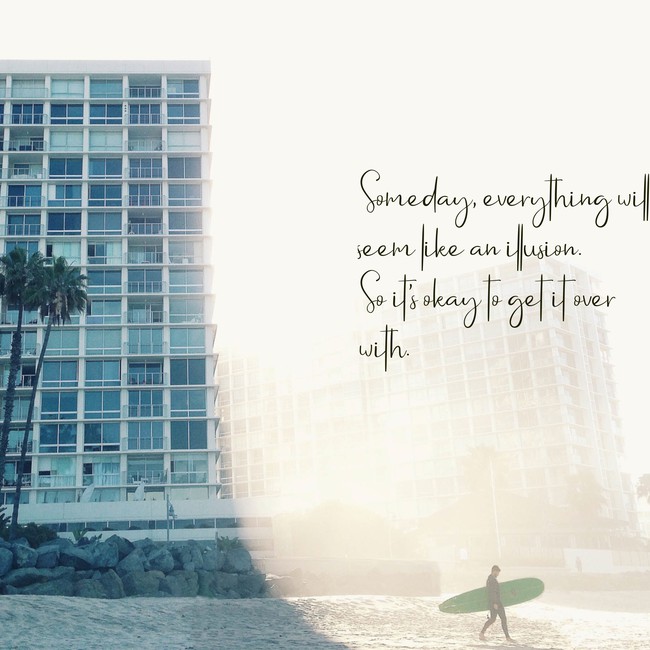 Someday, everything will
seem like an illusion.
So it's okay to get it over
with.